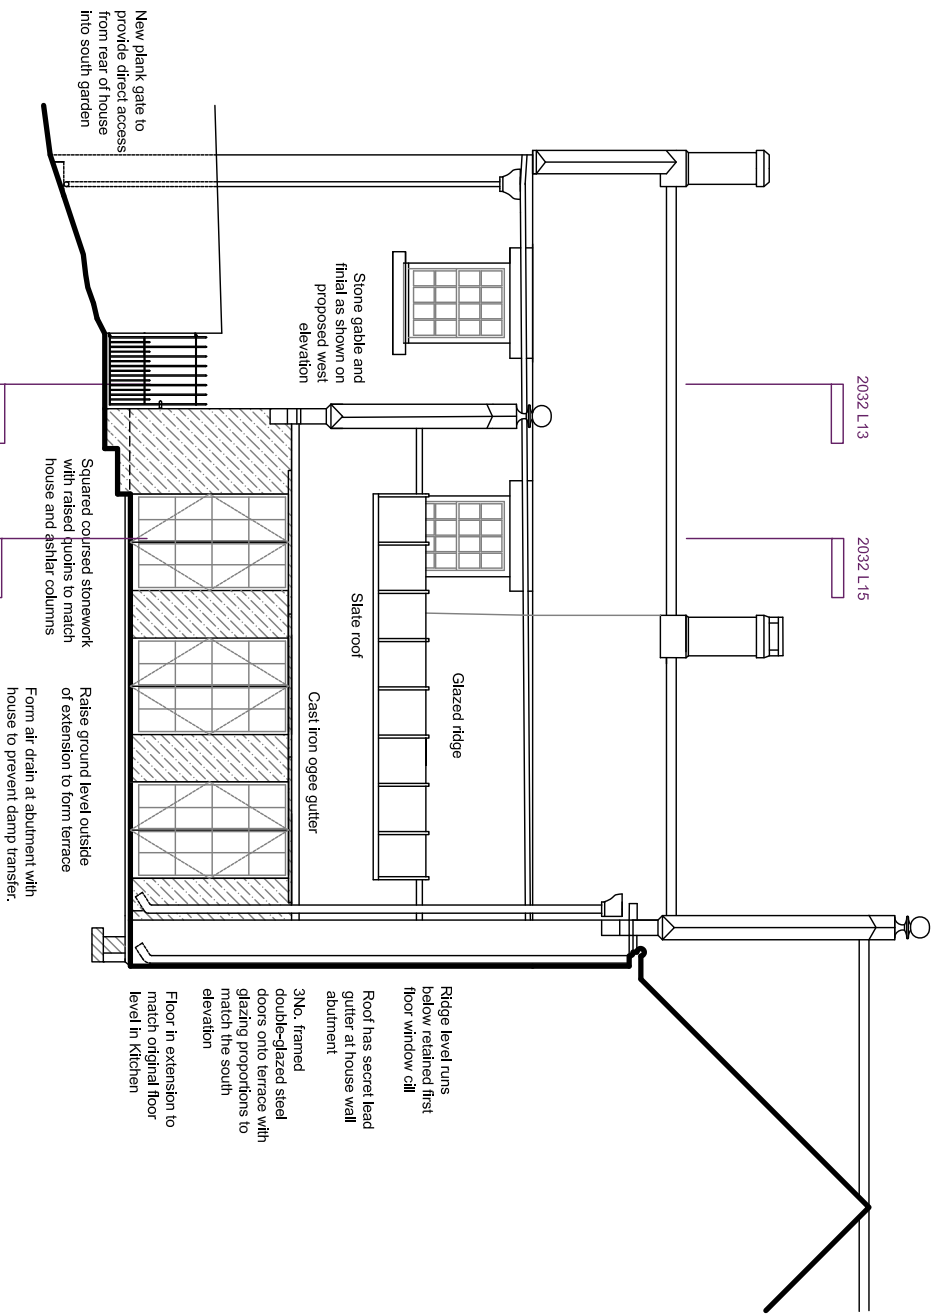 2032 L13
2032 L15
New plank gate to
provide direct access
from rear of house
into south garden
Stone gable and
finial as shown on
proposed west
elevation
Glazed ridge
Slate roof
Cast iron ogee gutter
Ridge level runs
below retained first
floor window cill
Roof has secret lead
gutter at house wall
abutment
3No. framed
double-glazed steel
doors onto terrace with
glazing proportions to
match the south
elevation
Floor in extension to
match original floor
level in Kitchen
Squared coursed stonework
with raised quoins to match
house and ashlar columns
Raise ground level outside
of extension to form terrace
Form air drain at abutment with
house to prevent damp transfer.